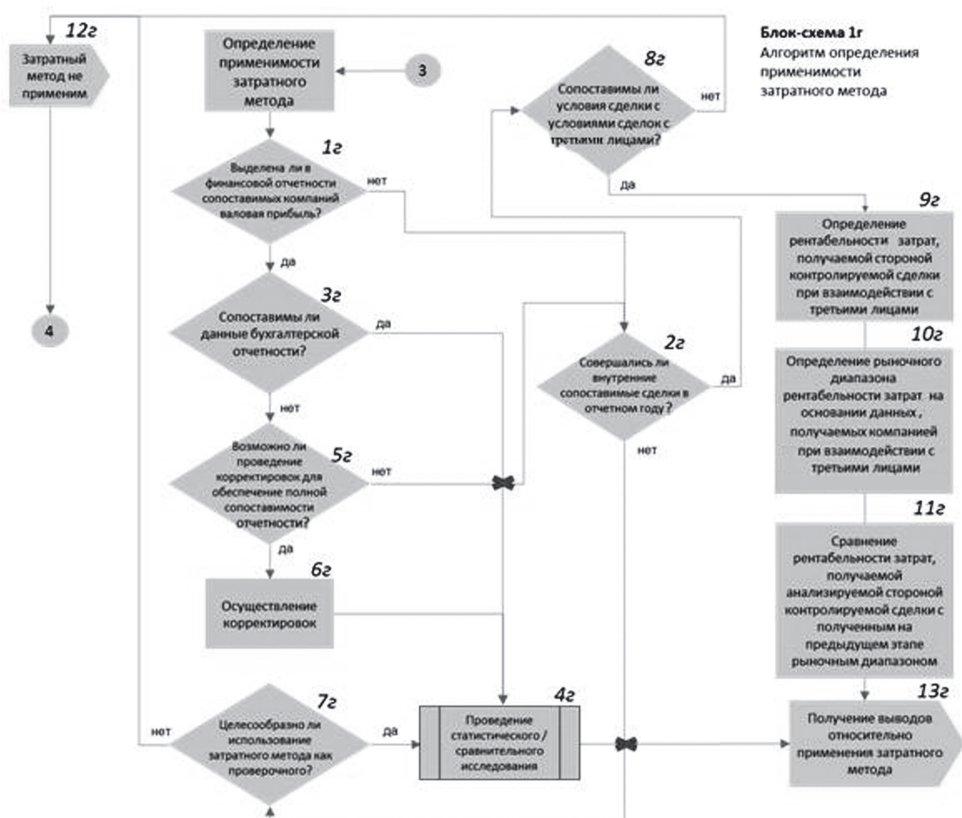 12г
Затратный
метод не
применим
Определение
применимости
затратного
метода
3
8г
Сопоставимы ли
условия сделки с
условиями сделок с
третьими лицами?
нет
да
Блок-схема 1г
Алгоритм определения
применимости
затратного метода
1г
Выделена ли в
финансовой отчетности
сопоставимых компаний
валовая прибыль?
нет
да
9г
Определение
рентабельности затрат,
получаемой стороной
контролируемой сделки
при взаимодействии с
третьими лицами
3г
Сопоставимы ли
данные бухгалтерской
отчетности?
да
нет
4
2г
Совершались ли
внутренние
сопоставимые сделки в
отчетном году?
да
нет
10г
Определение рыночного
диапазона
рентабельности затрат на
основании данных,
получаемых компанией
при взаимодействии с
третьими лицами
5г
Возможно ли
проведение
корректировок для
обеспечение полной
сопоставимости
отчетности?
нет
да
11г
Сравнение
рентабельности затрат,
получаемой
анализируемой стороной
контролируемой сделки с
полученным на
предыдущем этапе
рыночным диапазоном
6г
Осуществление
корректировок
7г
Целесообразно ли
использование
затратного метода как
проверочного?
нет
да
4г
Проведение
статистического /
сравнительного
исследования
13г
Получение выводов
относительно
применения затратного
метода